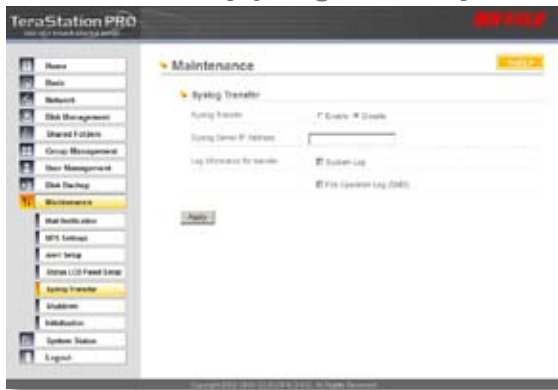 TeraStation PRO
BUFFALO
Home
Basic
Network
Disk Management
Shared Folders
Group Management
User Management
Disk Backup
Maintenance
Mail Notification
UPS Settings
Alert Setup
Status LCD Panel Setup
Syslog Transfer
Shutdown
Initialization
System Status
Logout
Maintenance
HELP
Syslog Transfer
Syslog Transfer
Enable Disable
Syslog Server IP Address
Log information for transfer
System Log
File Operation Log (SMB)
Apply